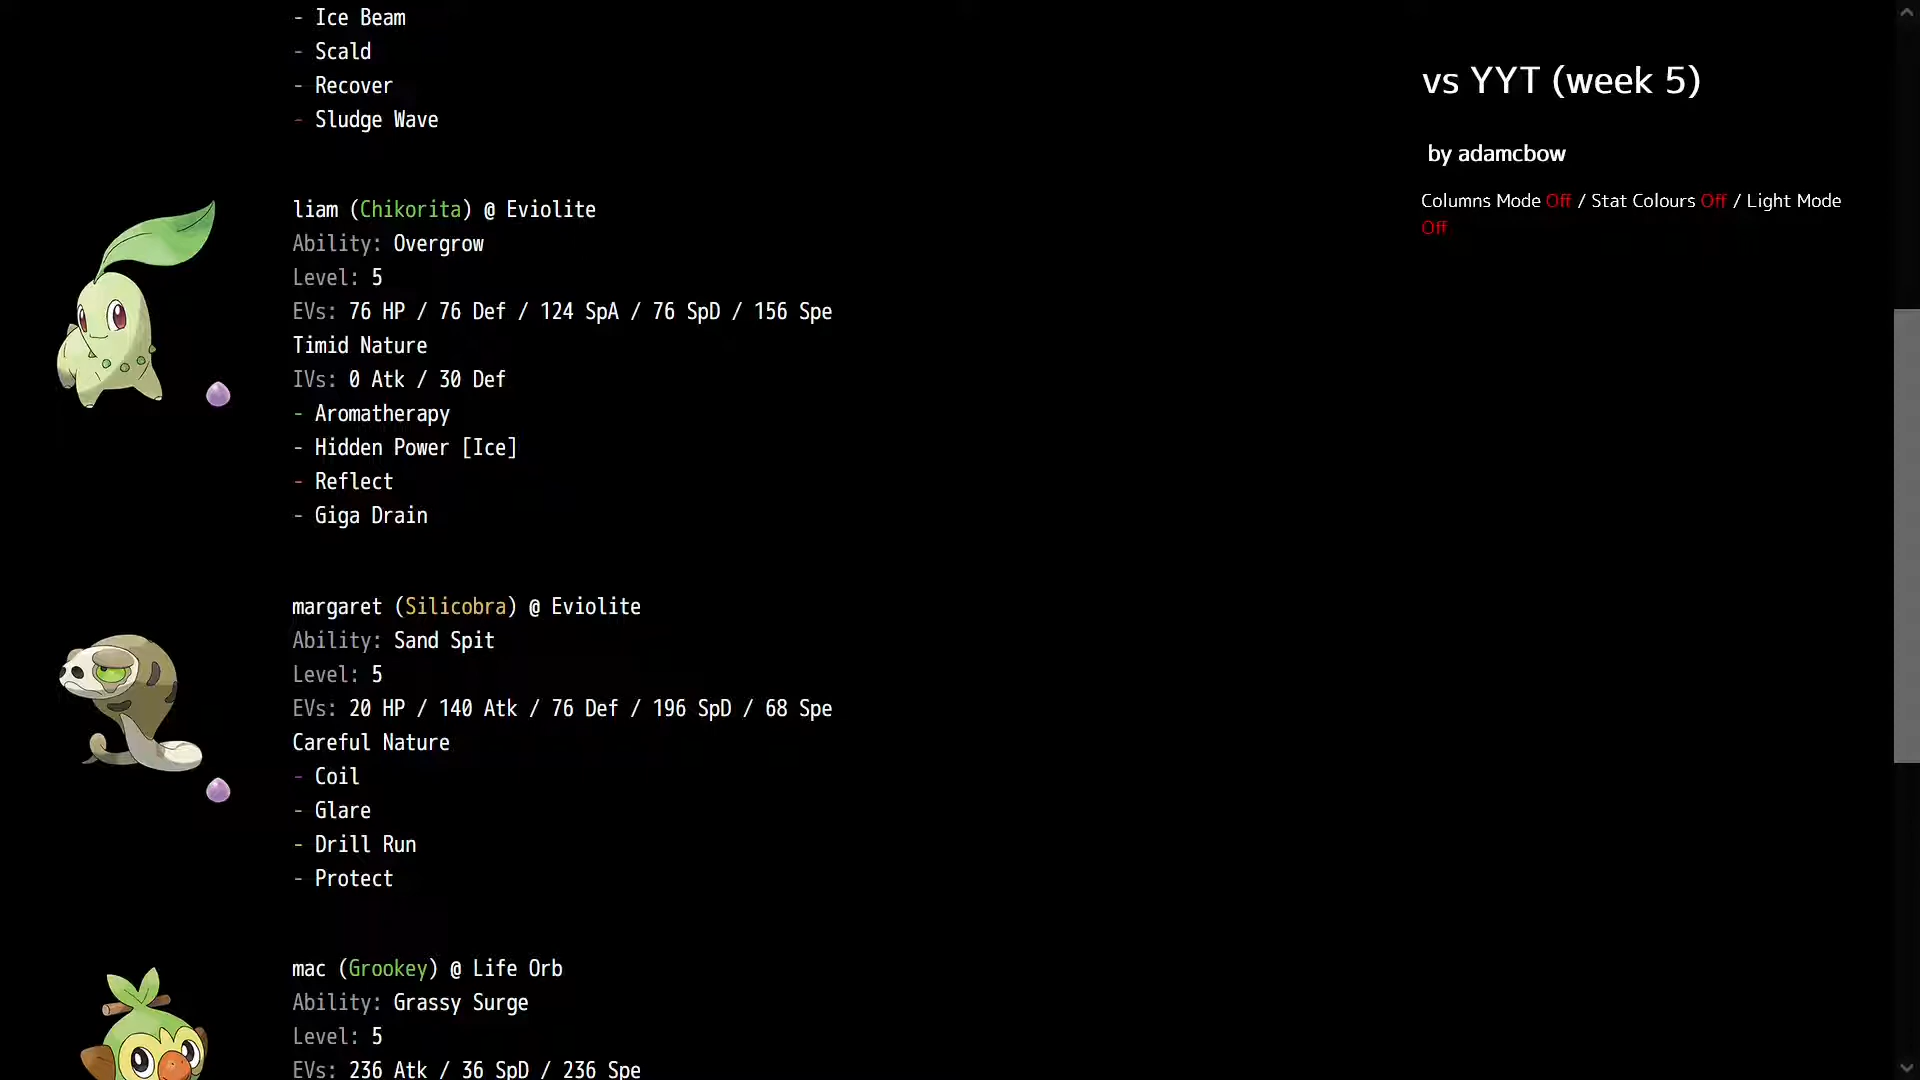 - Ice Beam
- Scald
- Recover
- Sludge Wave
liam (Chikorita) @ Eviolite
Ability: Overgrow
Level: 5
EVs: 76 HP / 76 Def / 124 SpA / 76 SpD / 156 Spe
Timid Nature
IVs: 0 Atk / 30 Def
- Aromatherapy
- Hidden Power [Ice]
- Reflect
- Giga Drain
margaret (Silicobra) @ Eviolite
Ability: Sand Spit
Level: 5
EVs: 20 HP / 140 Atk / 76 Def / 196 SpD / 68 Spe
Careful Nature
- Coil
- Glare
- Drill Run
- Protect
mac (Grookey) @ Life Orb
Ability: Grassy Surge
Level: 5
EVs: 236 Atk / 36 SpD / 236 Spe
vs YYT (week 5)
by adamcbow
Columns Mode Off / Stat Colours Off / Light Mode
Off